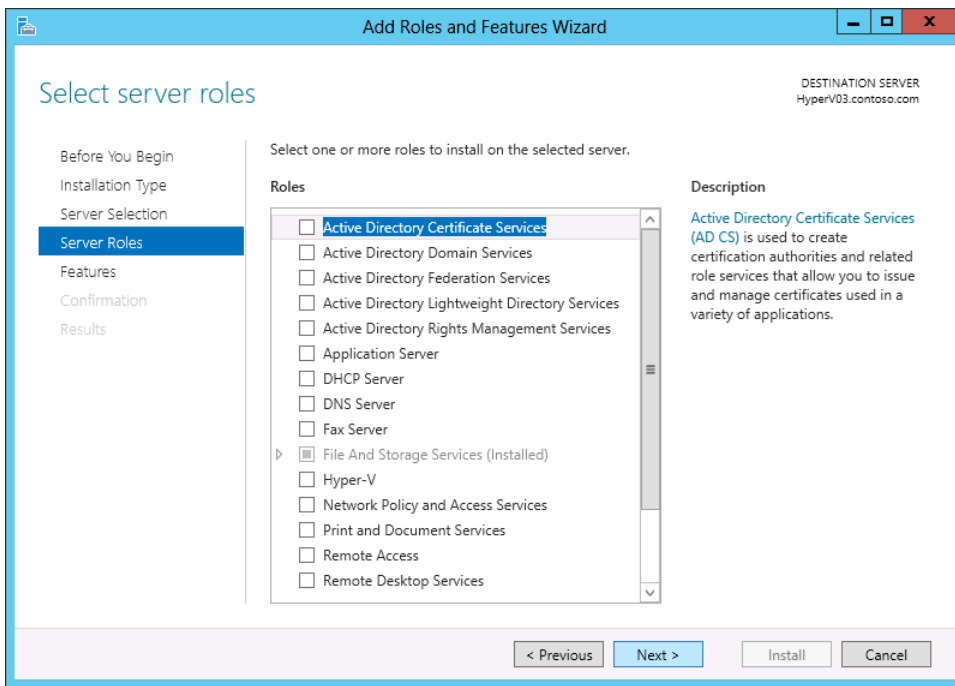 Add Roles and Features Wizard
Select server roles
DESTINATION SERVER
HyperV03.contoso.com
Before You Begin
Installation Type
Server Selection
Server Roles
Features
Confirmation
Results
Select one or more roles to install on the selected server.
Roles
Active Directory Certificate Services
Active Directory Domain Services
Active Directory Federation Services
Active Directory Lightweight Directory Services
Active Directory Rights Management Services
Application Server
DHCP Server
DNS Server
Fax Server
File And Storage Services (Installed)
Hyper-V
Network Policy and Access Services
Print and Document Services
Remote Access
Remote Desktop Services
Description
Active Directory Certificate Services
(AD CS) is used to create
certification authorities and related
role services that allow you to issue
and manage certificates used in a
variety of applications.
< Previous
Next >
Install
Cancel